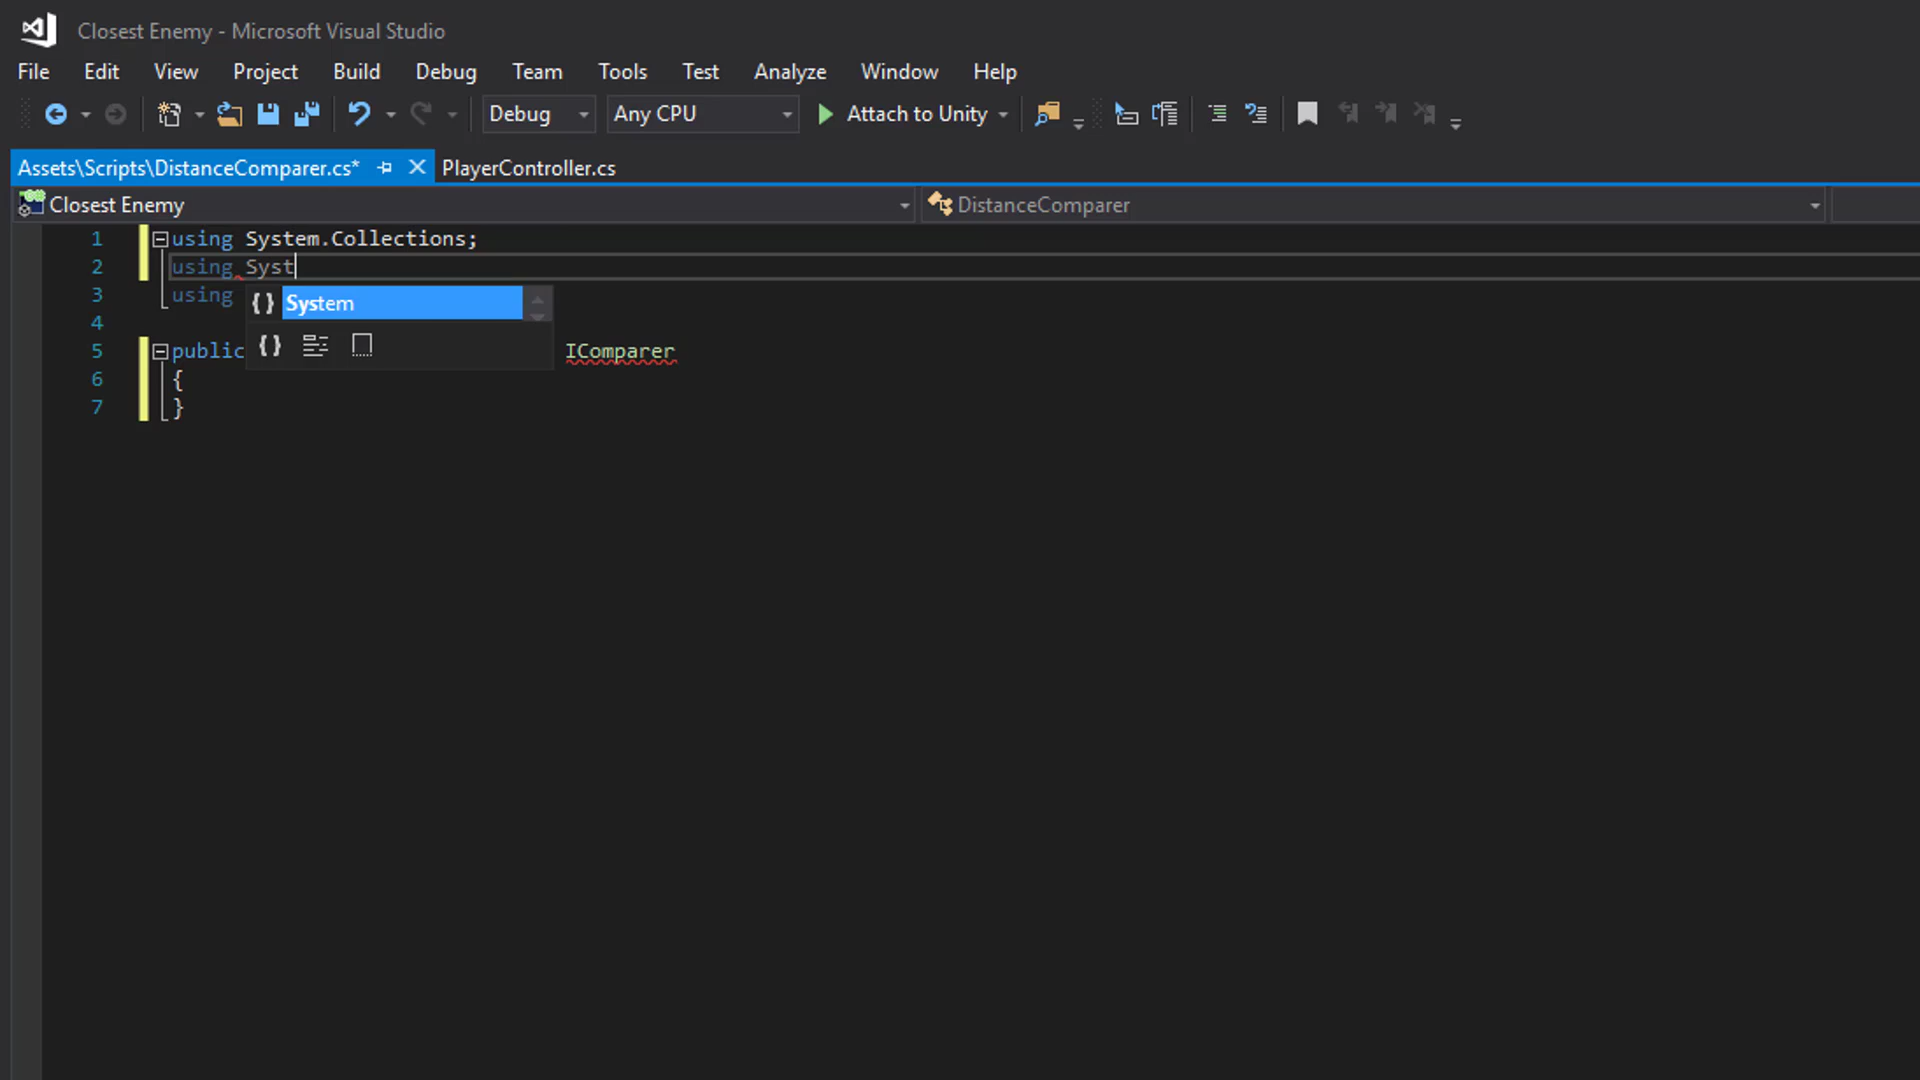 Closest Enemy - Microsoft Visual Studio
File Edit View Project Build Debug Team Tools Test Analyze Window Help
Debug Any CPU Attach to Unity
Assets\Scripts\DistanceComparer.cs* PlayerController.cs
Closest Enemy DistanceComparer
1 using System.Collections;
2 using Syst
3 using {} System
4
{}
5 public IComparer
6 {
7 }